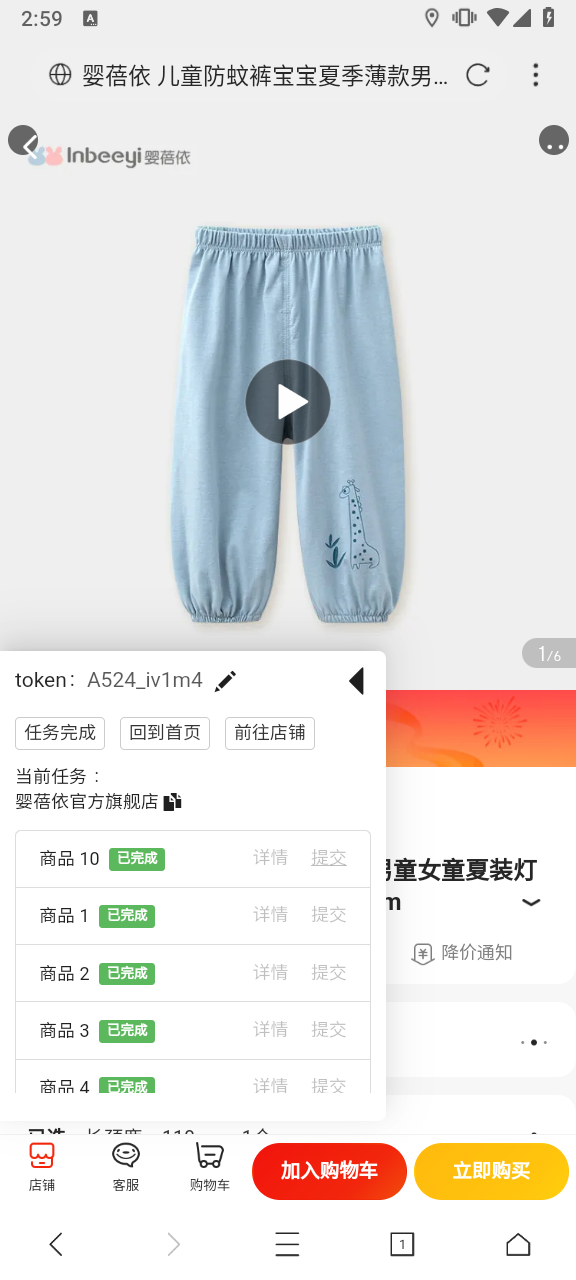 2:59 A
婴蓓依 儿童防蚊裤宝宝夏季薄款男...
Inbeeyi 婴蓓依
1/6
token： A524_iv1m4
任务完成 回到首页 前往店铺
当前任务：
婴蓓依官方旗舰店
商品 10 已完成 详情 提交
男童女童夏装灯
m
商品 1 已完成 详情 提交
降价通知
商品 2 已完成 详情 提交
商品 3 已完成 详情 提交
商品 4 已完成 详情 提交
店铺 客服 购物车 加入购物车 立即购买
1